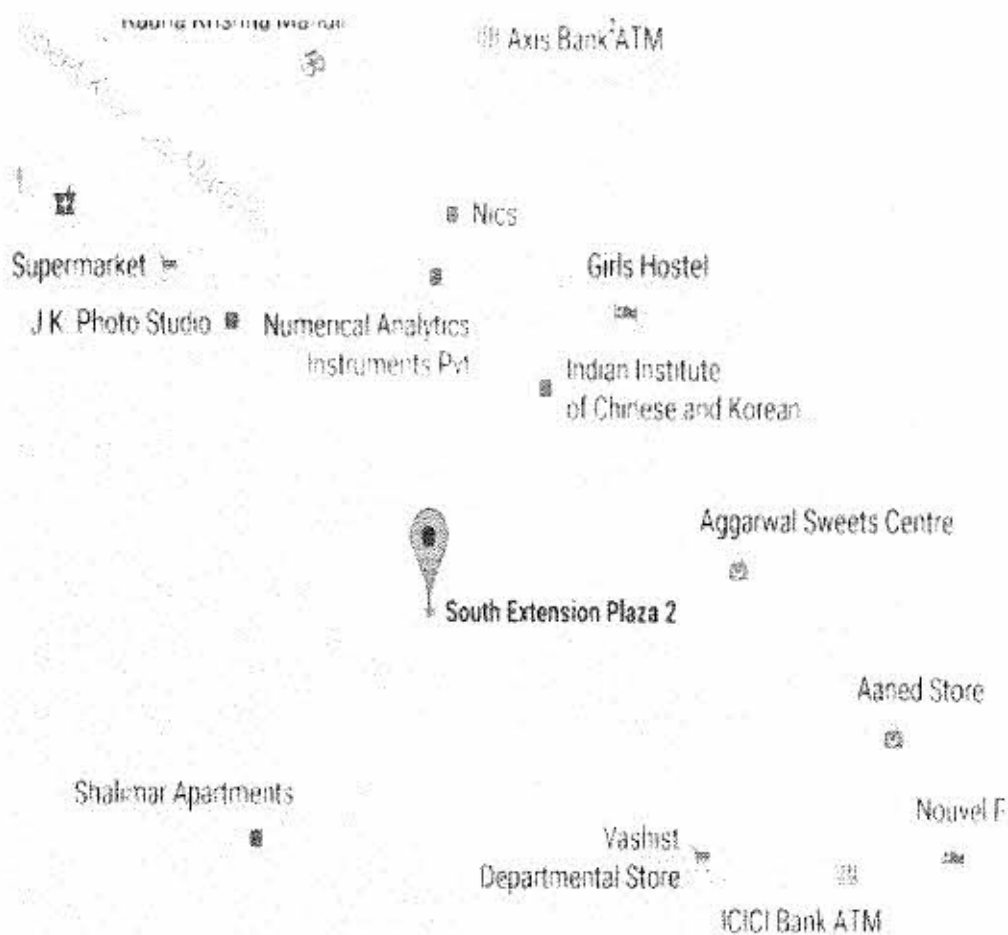 Axis Bank ATM
Nics
Supermarket
Girls Hostel
J K Photo Studio
Numerical Analytics
Instruments Pvt
Indian Institute
of Chinese and Korean...
Aggarwal Sweets Centre
South Extension Plaza 2
Aaned Store
Shalimar Apartments
Nouvel
Vashist
Departmental Store
ICICI Bank ATM